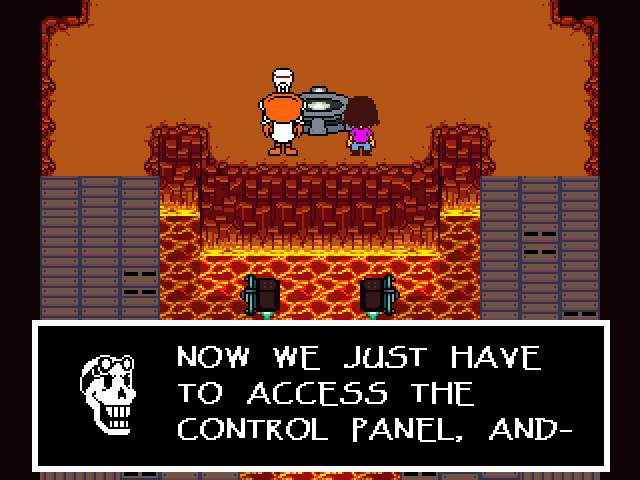 NOW WE JUST HAVE
TO ACCESS THE
CONTROL PANEL, AND-